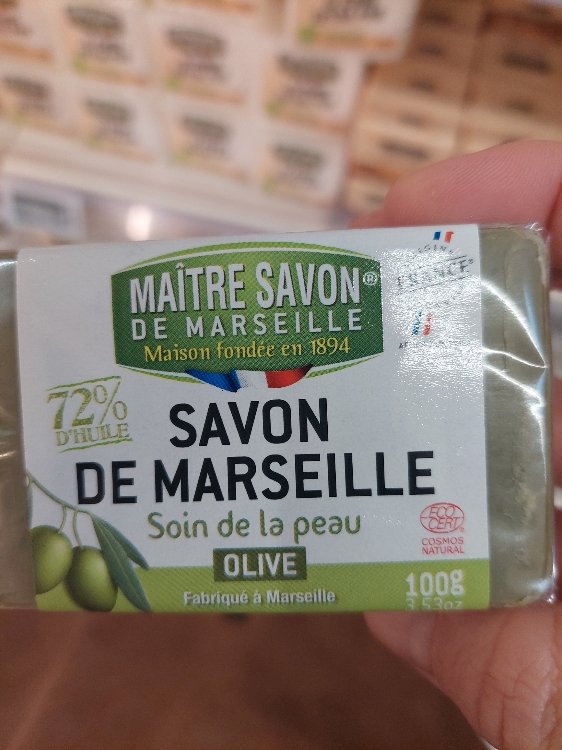 MAÎTRE SAVON®
DE MARSEILLE
Maison fondée en 1894
FRANCE
72%
D'HUILE
SAVON
DE MARSEILLE
Soin de la peau
OLIVE
Fabriqué à Marseille
ECO
CERT
COSMOS
NATURAL
100g
3.53oz